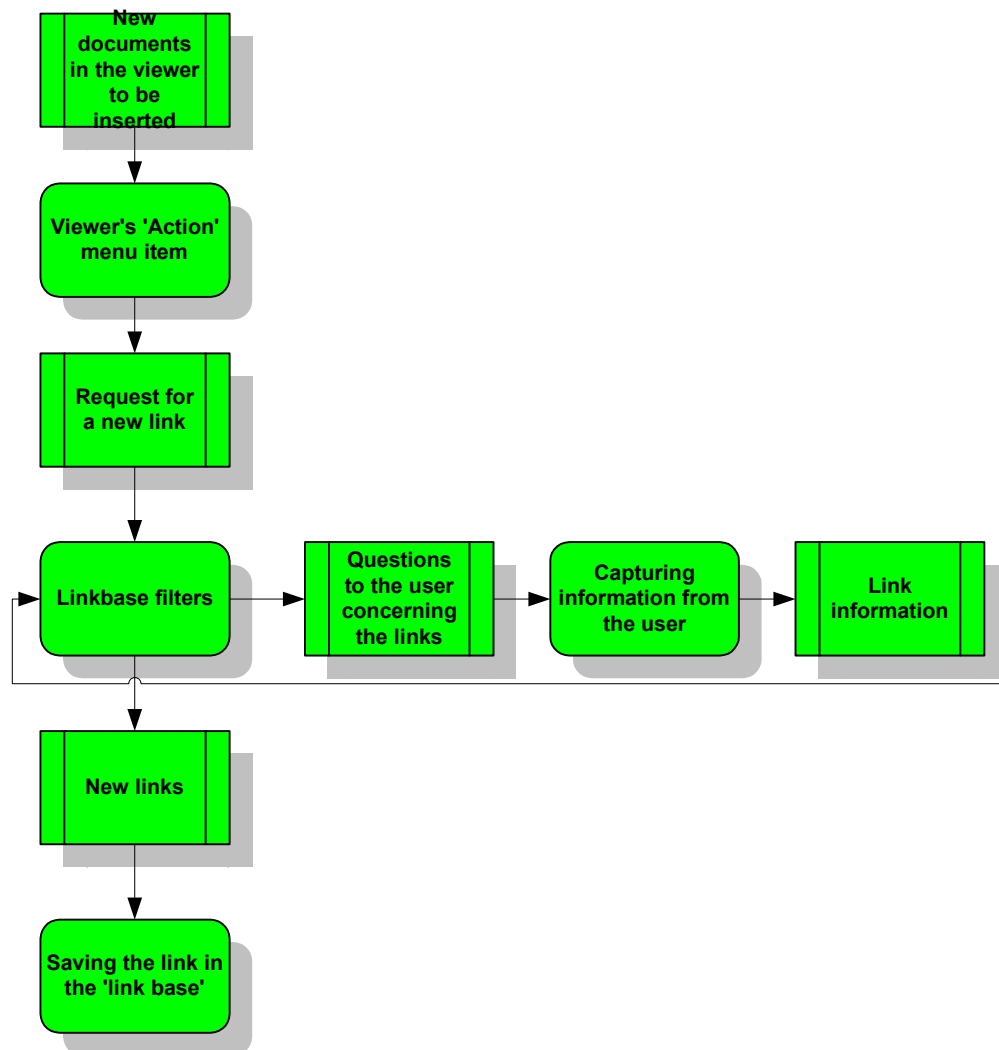 New
documents
in the viewer
to be
inserted
Viewer's 'Action'
menu item
Request for
a new link
Linkbase filters
Questions
to the user
concerning
the links
Capturing
information from
the user
Link
information
New links
Saving the link in
the 'link base'